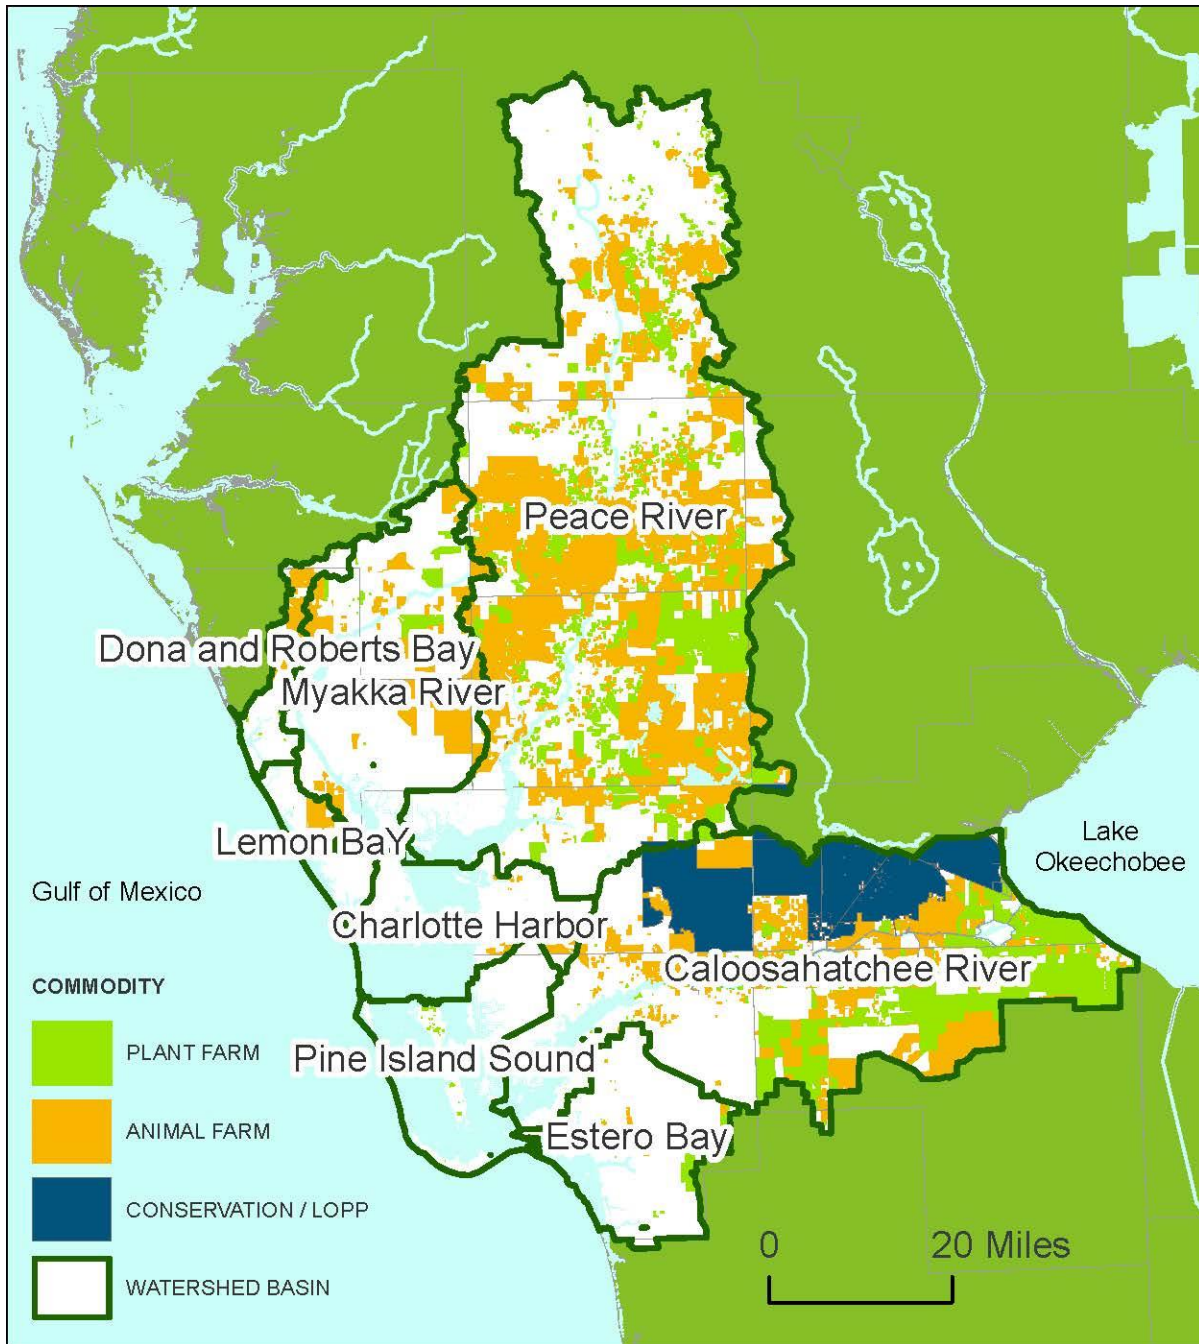 Peace River
Dona and Roberts Bay
Myakka River
Lemon BaY
Lake
Okeechobee
Gulf of Mexico
Charlotte Harbor
Caloosahatchee River
COMMODITY
PLANT FARM
Pine Island Sound
ANIMAL FARM
Estero Bay
CONSERVATION / LOPP
0 20 Miles
WATERSHED BASIN